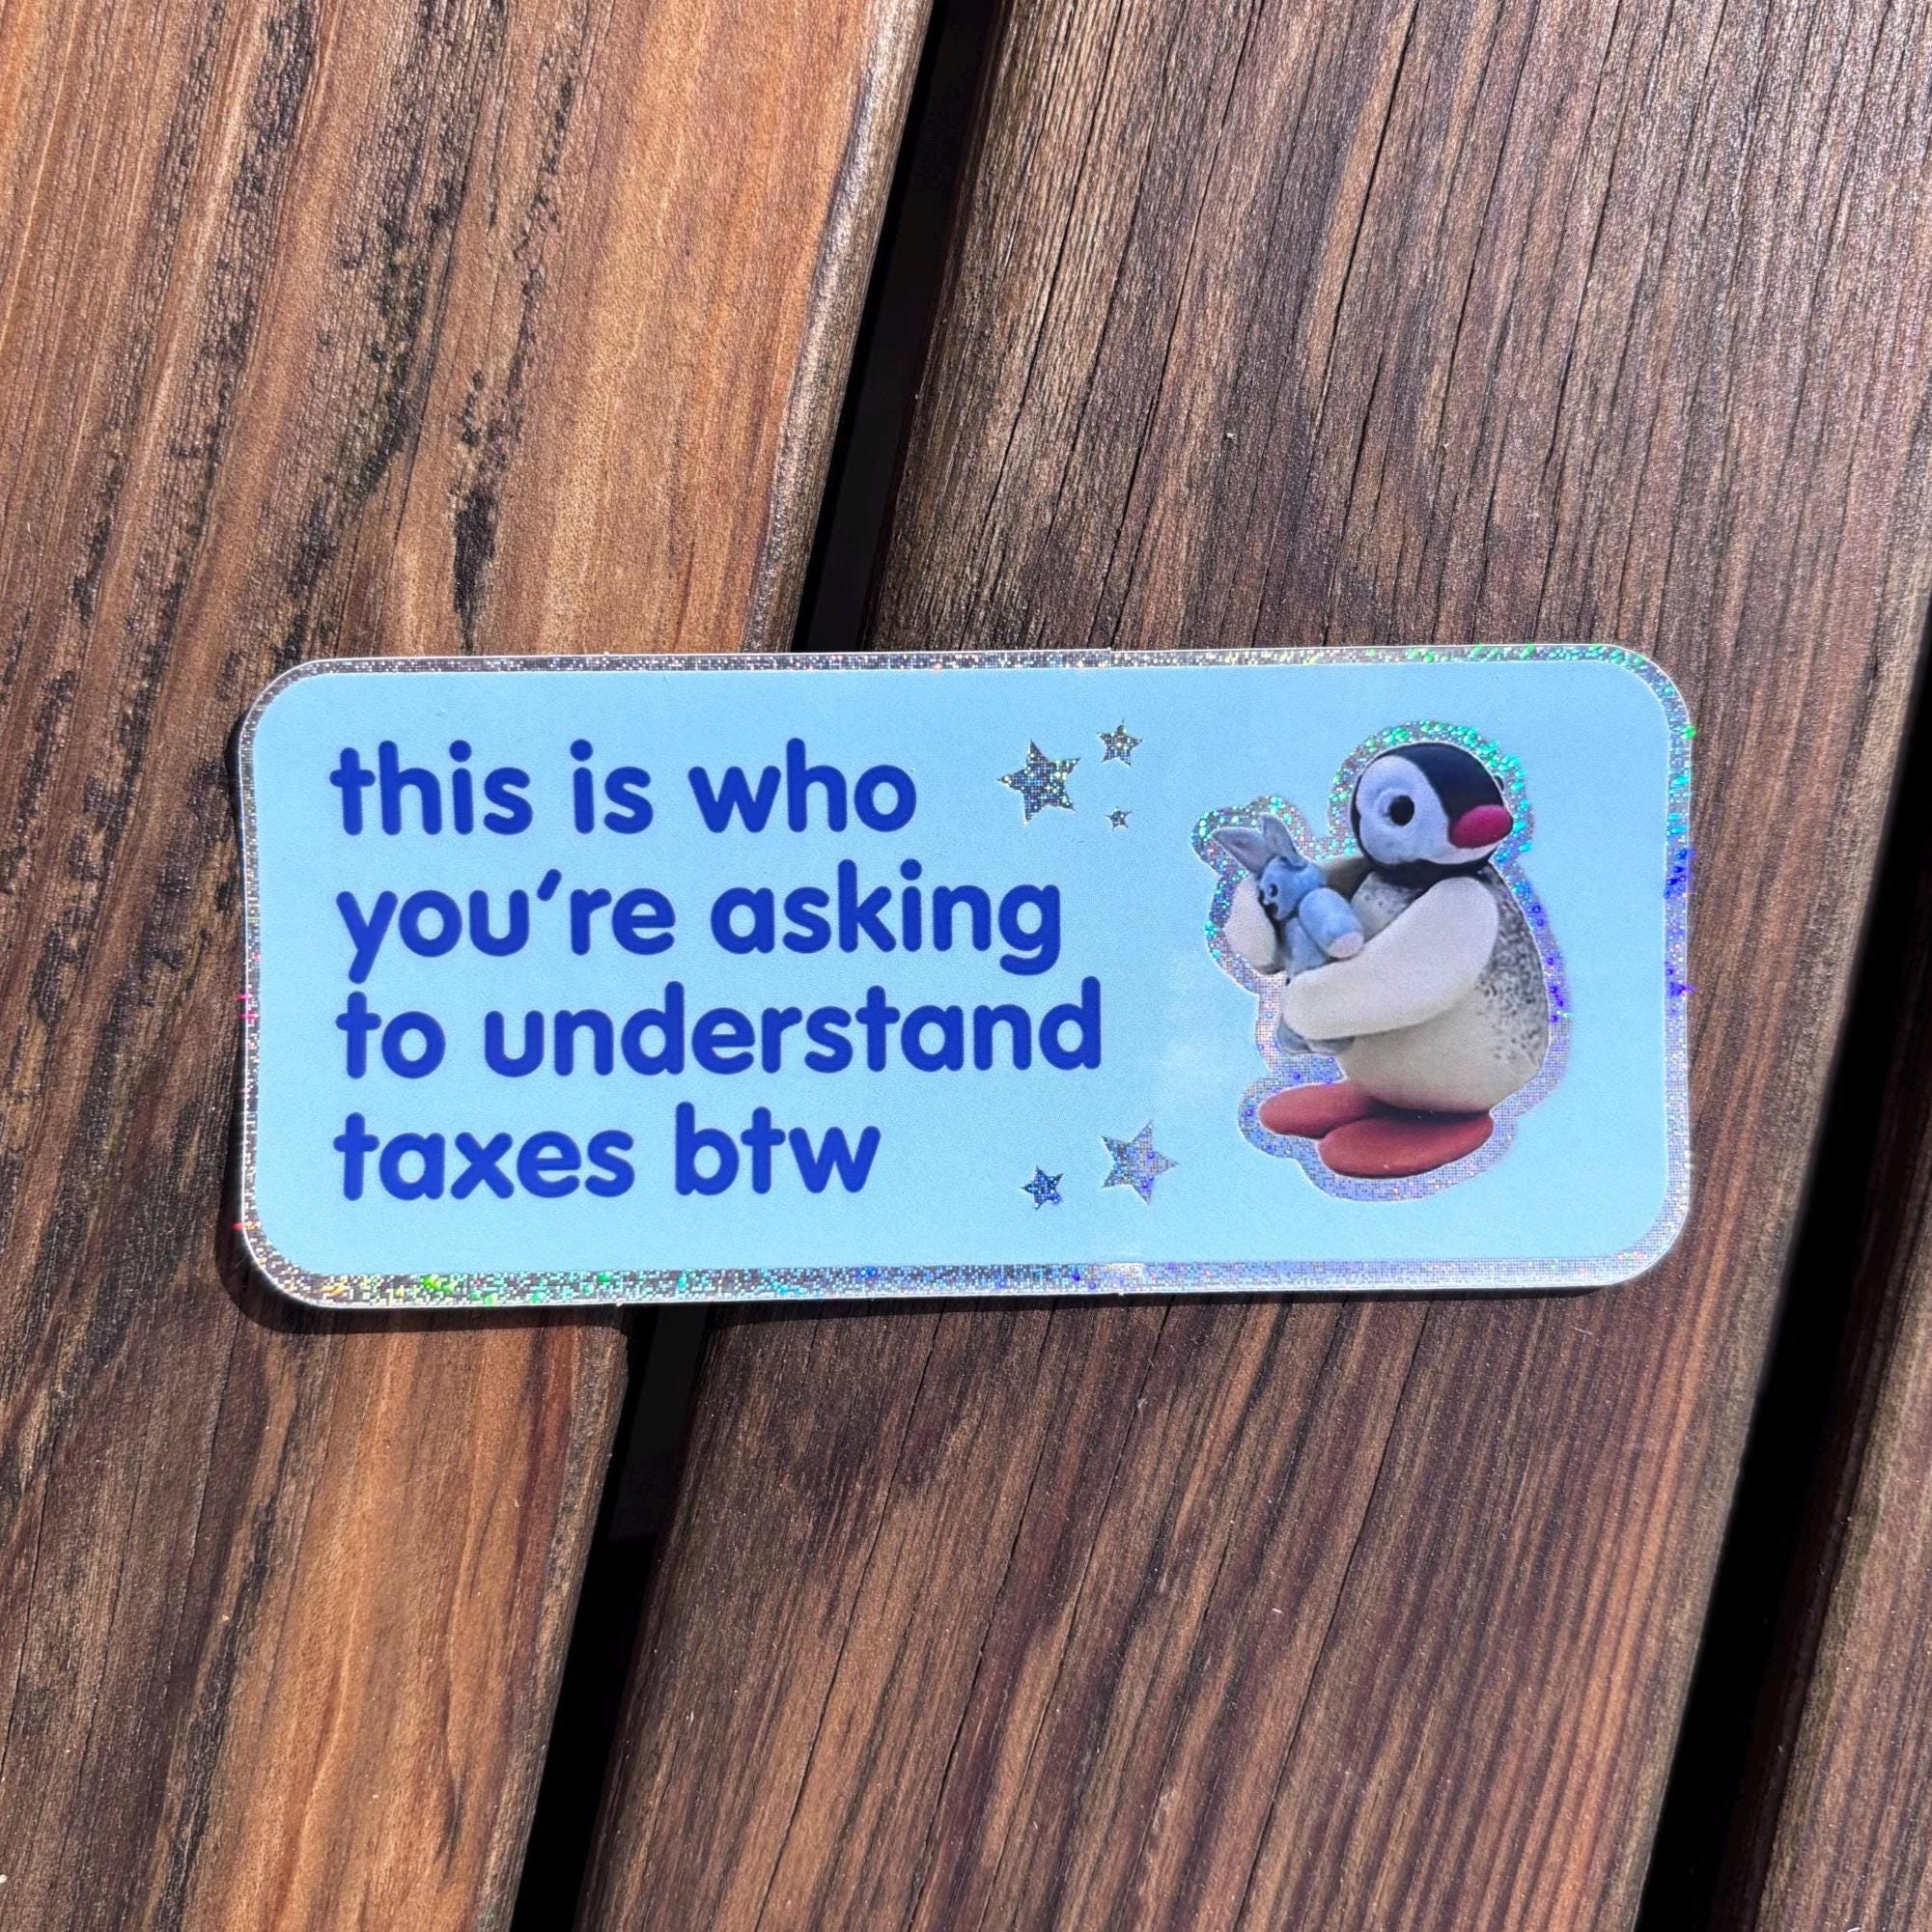 this is who
you're asking
to understand
taxes btw